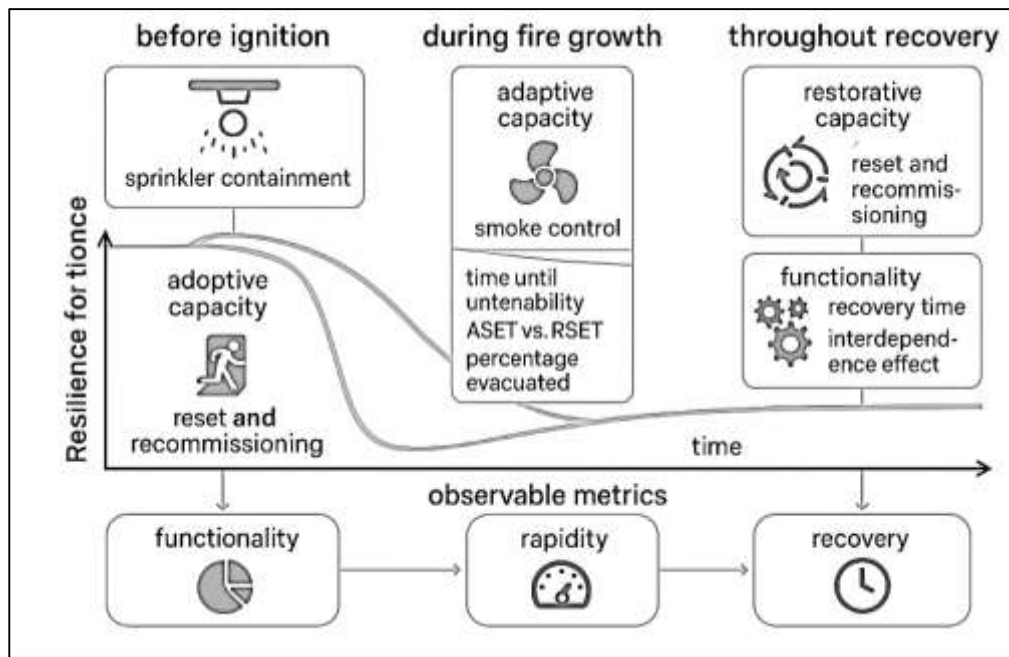 before ignition
during fire growth
throughout recovery
sprinkler containment
adaptive
capacity
smoke control
time until
untenability
ASET vs. RSET
percentage
evacuated
restorative
capacity
reset and
recommis-
sioning
functionality
recovery time
interdepend-
ence effect
Resilience for tionce
adoptive
capacity
reset and
recommissioning
time
observable metrics
functionality
rapidity
recovery